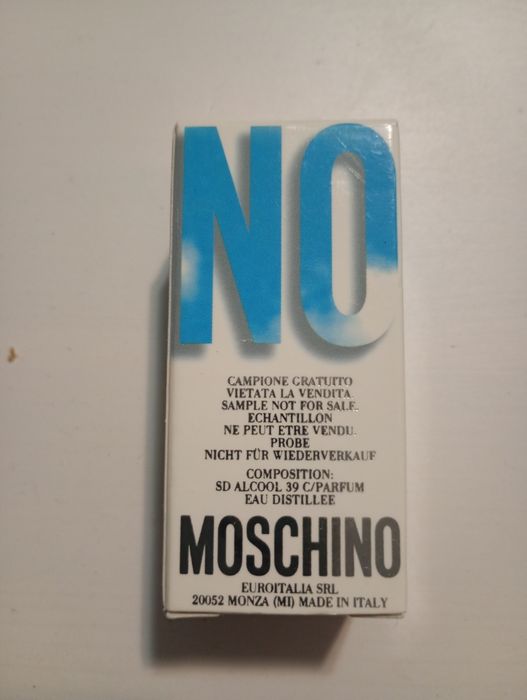 NO
CAMPIONE GRATUITO
VIETATA LA VENDITA.
SAMPLE NOT FOR SALE.
ECHANTILLON
NE PEUT ETRE VENDU.
PROBE
NICHT FÜR WIEDERVERKAUF
COMPOSITION:
SD ALCOOL 39 C/PARFUM
EAU DISTILLEE
MOSCHINO
EUROITALIA SRL
20052 MONZA (MI) MADE IN ITALY